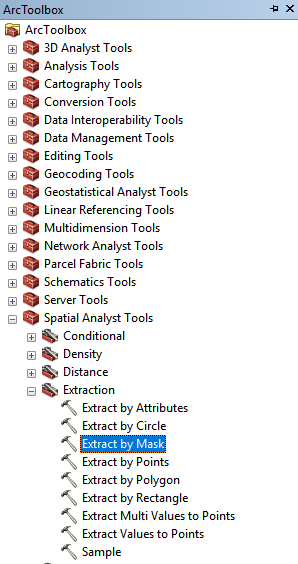 ArcToolbox
ArcToolbox
3D Analyst Tools
Analysis Tools
Cartography Tools
Conversion Tools
Data Interoperability Tools
Data Management Tools
Editing Tools
Geocoding Tools
Geostatistical Analyst Tools
Linear Referencing Tools
Multidimension Tools
Network Analyst Tools
Parcel Fabric Tools
Schematics Tools
Server Tools
Spatial Analyst Tools
Conditional
Density
Distance
Extraction
Extract by Attributes
Extract by Circle
Extract by Mask
Extract by Points
Extract by Polygon
Extract by Rectangle
Extract Multi Values to Points
Extract Values to Points
Sample